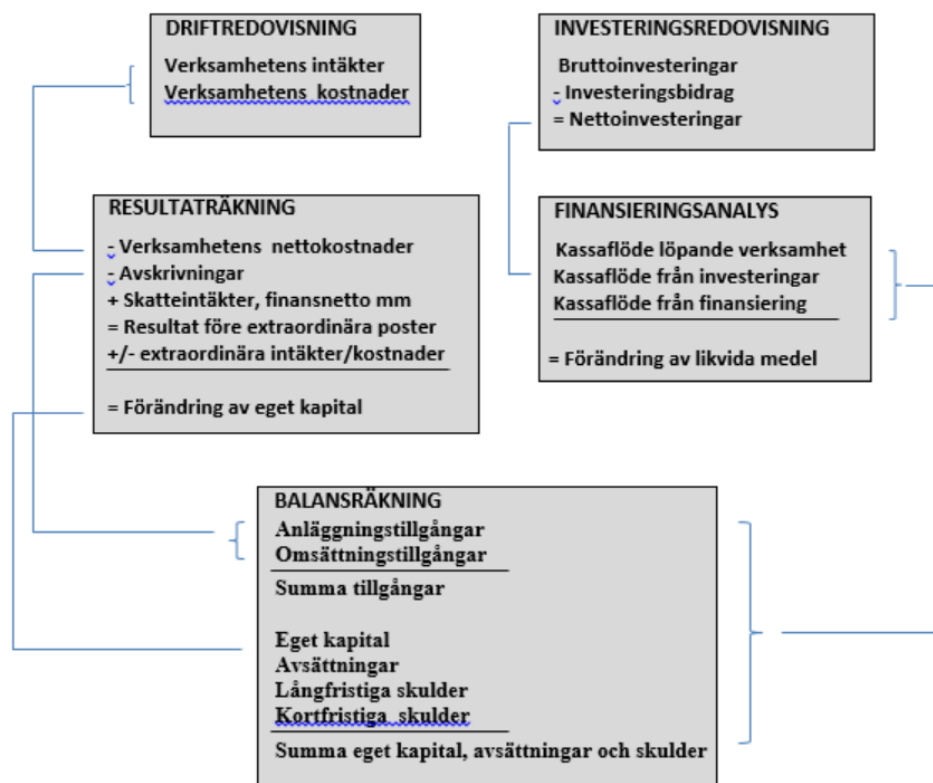 DRIFTREDOVISNING
Verksamhetens intäkter
Verksamhetens kostnader
INVESTERINGSREDOVISNING
Bruttoinvesteringar
- Investeringsbidrag
= Nettoinvesteringar
RESULTATRÄKNING
- Verksamhetens nettokostnader
- Avskrivningar
+ Skatteintäkter, finansnetto mm
= Resultat före extraordinära poster
+/- extraordinära intäkter/kostnader
= Förändring av eget kapital
FINANSIERINGSANALYS
Kassaflöde löpande verksamhet
Kassaflöde från investeringar
Kassaflöde från finansiering
= Förändring av likvida medel
BALANSRÄKNING
Anläggningstillgångar
Omsättningstillgångar
Summa tillgångar
Eget kapital
Avsättningar
Långfristiga skulder
Kortfristiga skulder
Summa eget kapital, avsättningar och skulder